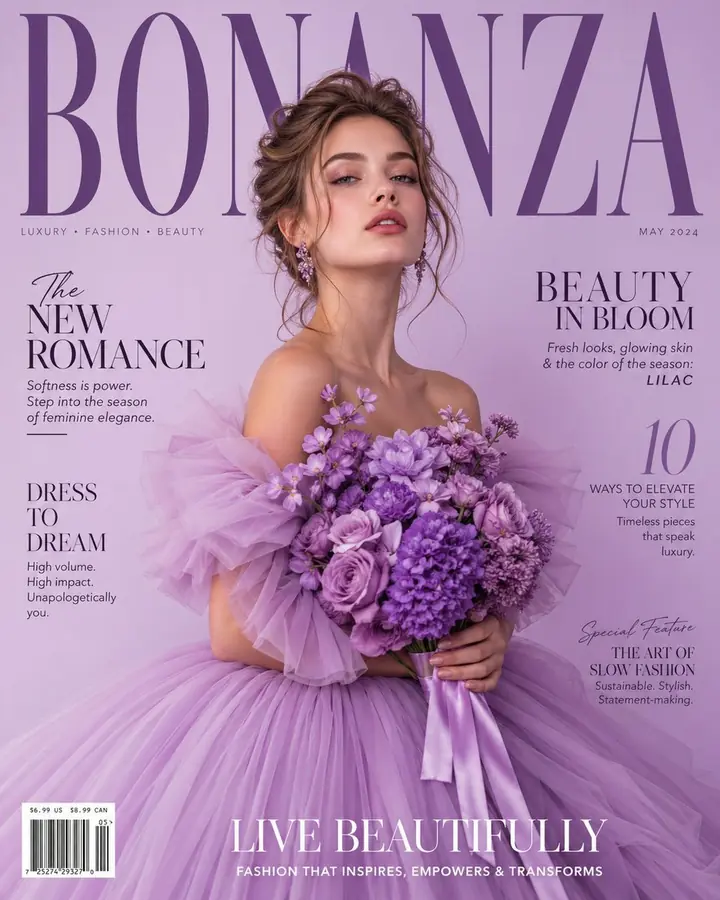 BONANZA
LUXURY • FASHION • BEAUTY
MAY 2024
The
NEW
ROMANCE
Softness is power.
Step into the season
of feminine elegance.
DRESS
TO
DREAM
High volume.
High impact.
Unapologetically
you.
BEAUTY
IN BLOOM
Fresh looks, glowing skin
& the color of the season:
LILAC
10
WAYS TO ELEVATE
YOUR STYLE
Timeless pieces
that speak
luxury.
Special Feature
THE ART OF
SLOW FASHION
Sustainable. Stylish.
Statement-making.
$6.99 US $8.99 CAN
05>
7 25274 29327 0
LIVE BEAUTIFULLY
FASHION THAT INSPIRES, EMPOWERS & TRANSFORMS